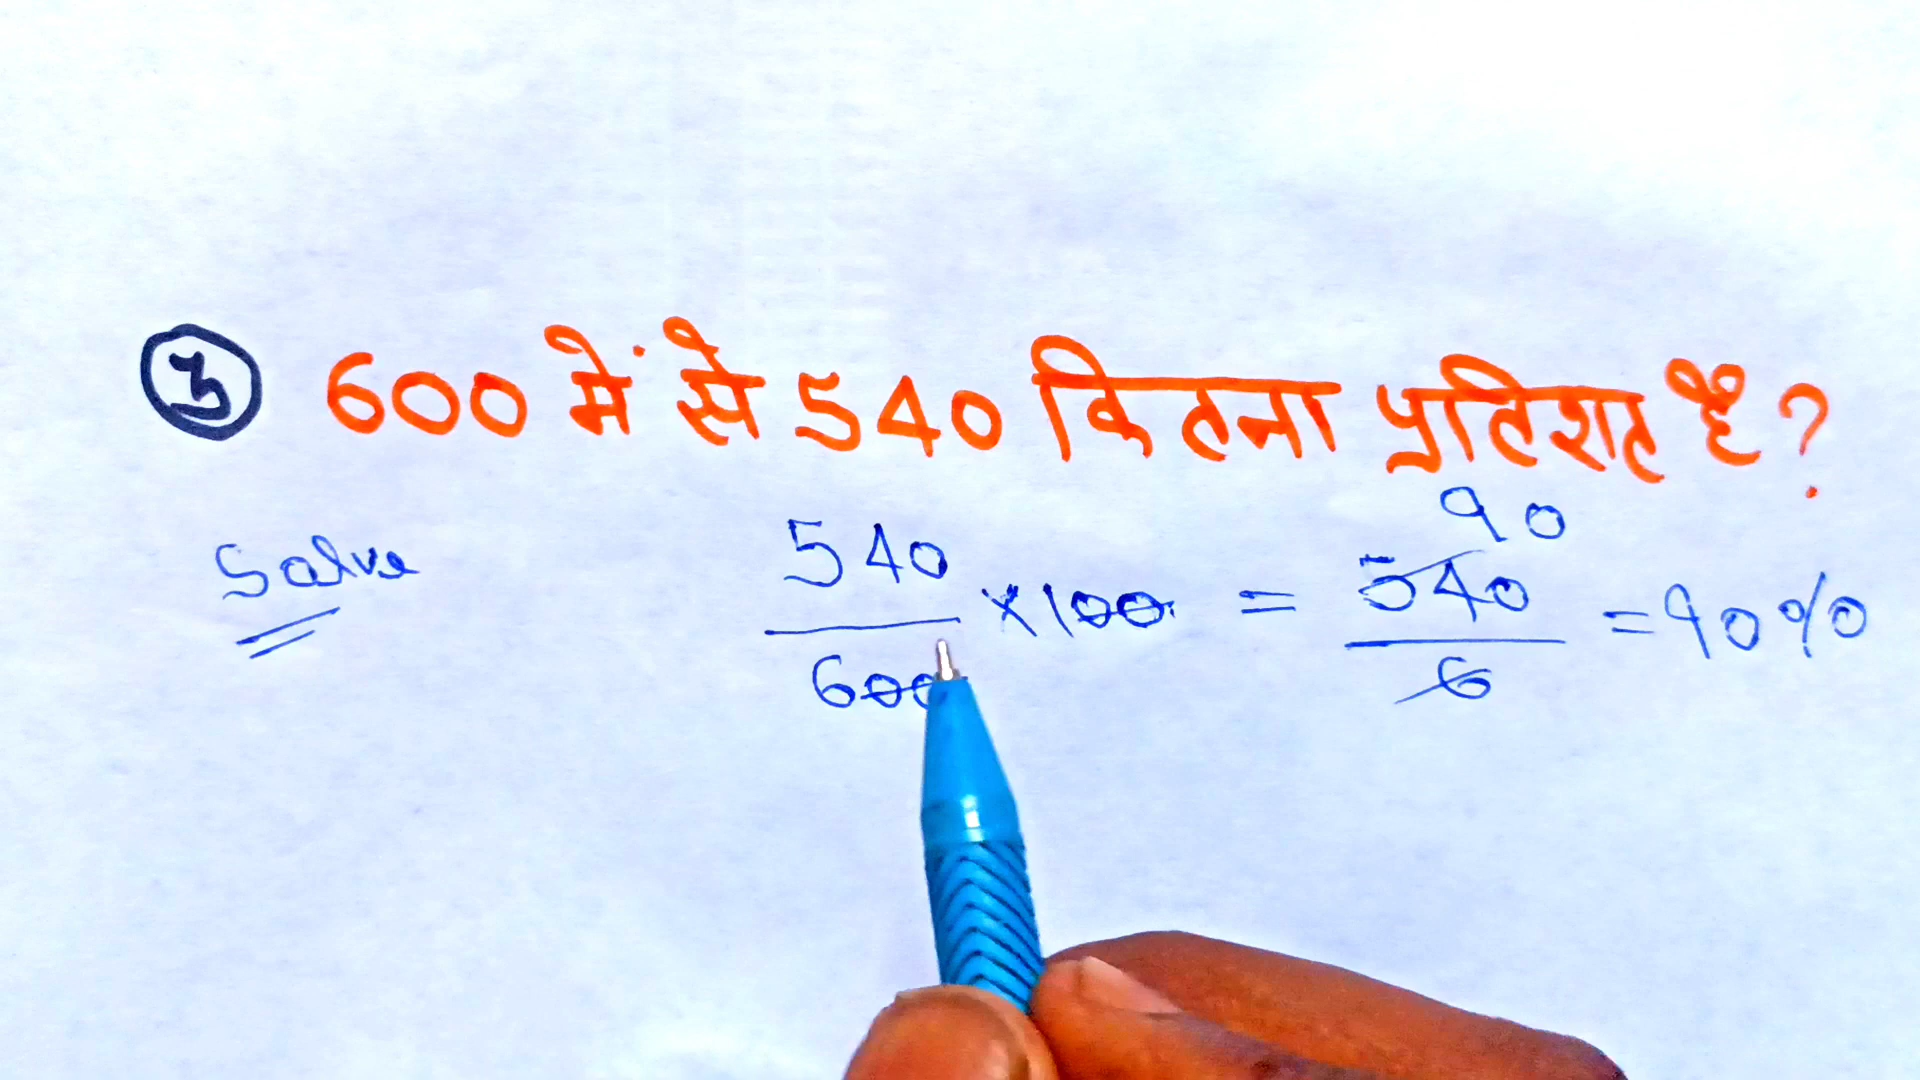 3 600 में से 540 कितना प्रतिशत है?
Solve 540/600 ×100 = 540/6 = 90%
90